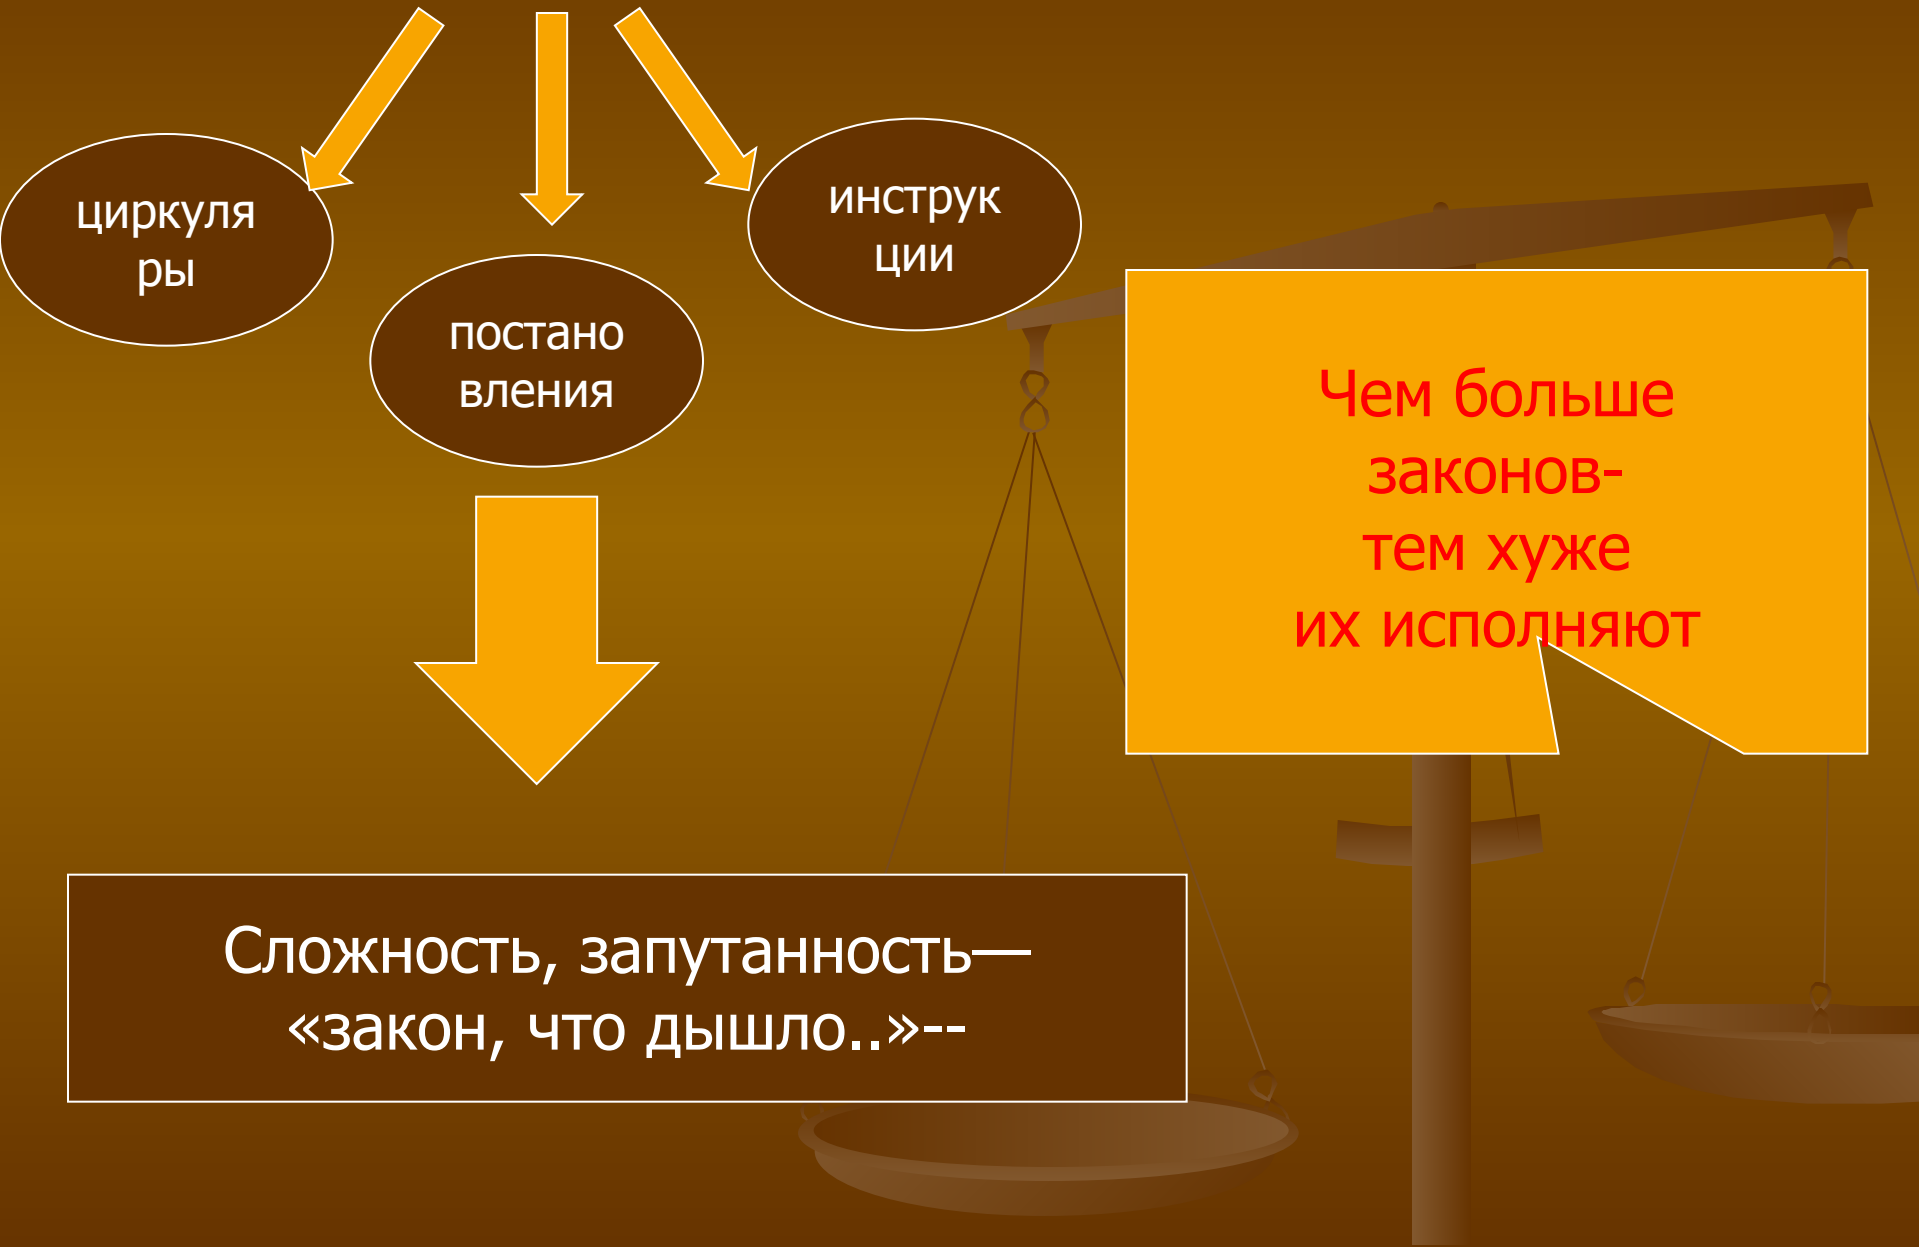 циркуля
ры
постано
вления
инструк
ции
Чем больше
законов-
тем хуже
их исполняют
Сложность, запутанность—
«закон, что дышло..»--